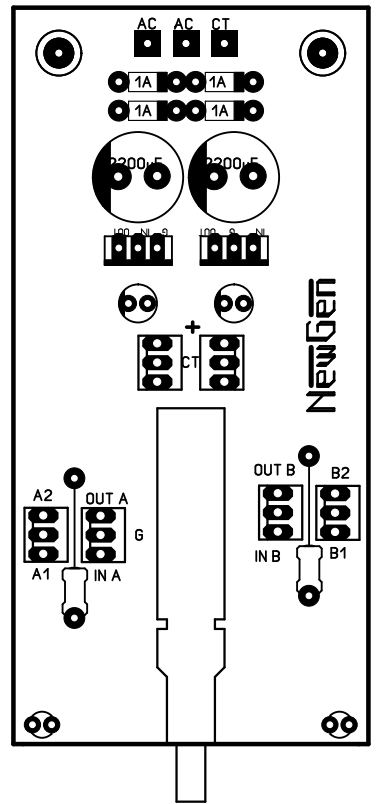 AC AC CT
1A 1A
1A 1A
2200uF 2200uF
OUT IN G OUT G IN
+
CT
NewGen
OUT B B2
A2 OUT A
G
A1 IN A
IN B B1